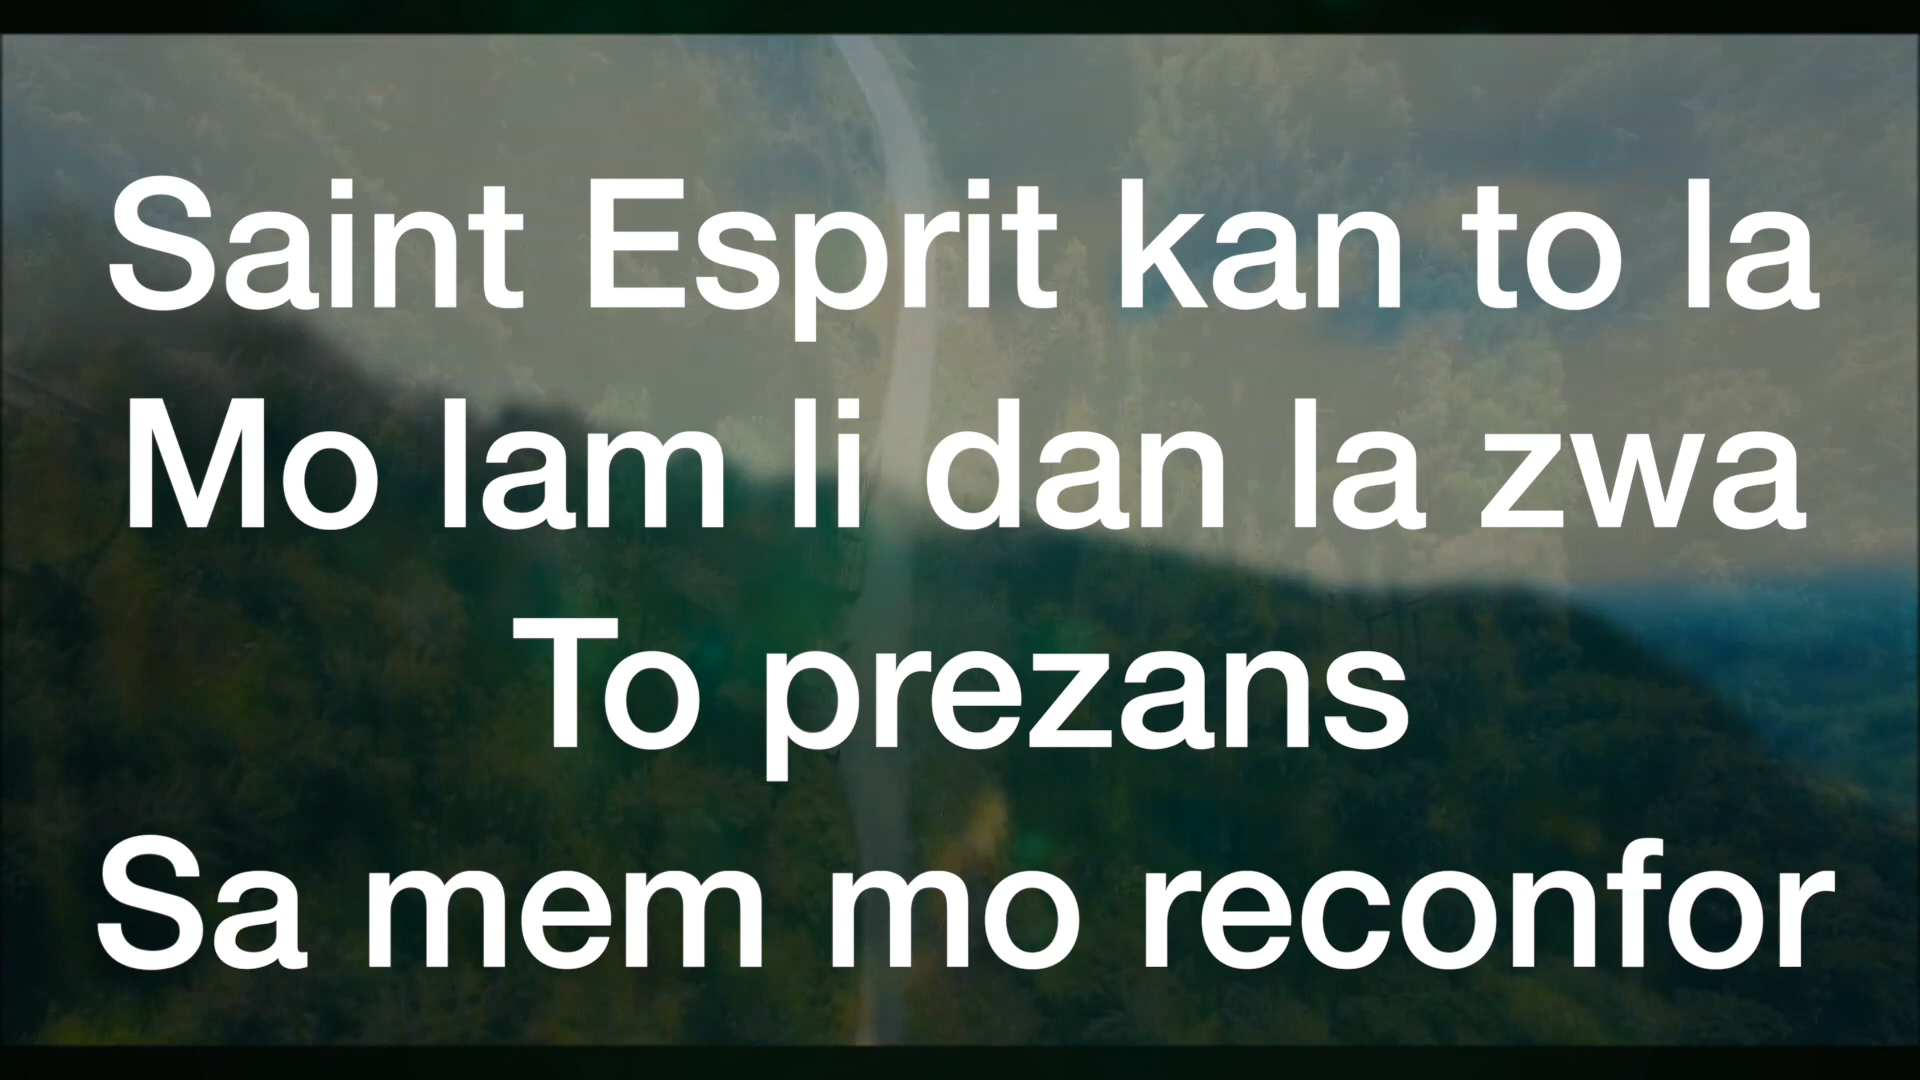 Saint Esprit kan to la
Mo lam li dan la zwa
To prezans
Sa mem mo reconfor